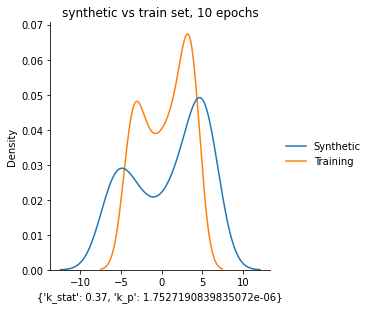 synthetic vs train set, 10 epochs
0.07
0.06
0.05
0.04
0.03
0.02
0.01
0.00
Density
−10
−5
0
5
10
{'k_stat': 0.37, 'k_p': 1.7527190839835072e-06}
Synthetic
Training